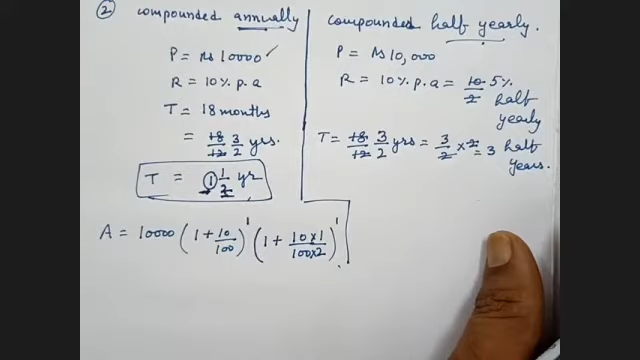 ② compounded annually
P = Rs 10000 ✓
R = 10% p.a
T = 18 months
= 18/12 3/2 yrs.
T = 1 1/2 yr
compounded half yearly.
P = Rs 10,000
R = 10% p.a = 10/2 5% half yearly
T = 18/12 3/2 yrs = 3/2 × 2 = 3 half years.
A = 10000 (1 + 10/100)¹ (1 + 10×1/100×2)¹